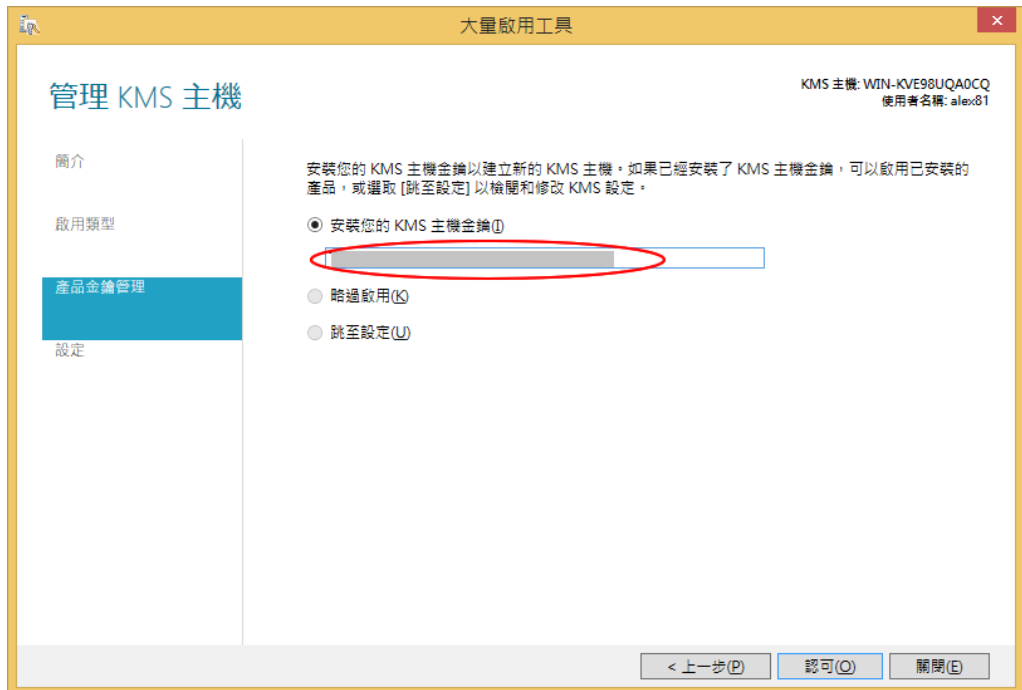 大量啟用工具
管理 KMS 主機
KMS 主機: WIN-KVE98UQA0CQ
使用者名稱: alex81
簡介
啟用類型
產品金鑰管理
設定
安裝您的 KMS 主機金鑰以建立新的 KMS 主機。如果已經安裝了 KMS 主機金鑰，可以啟用已安裝的
產品，或選取 [跳至設定] 以檢閱和修改 KMS 設定。
安裝您的 KMS 主機金鑰(I)
略過啟用(K)
跳至設定(U)
< 上一步(P)
認可(O)
關閉(E)